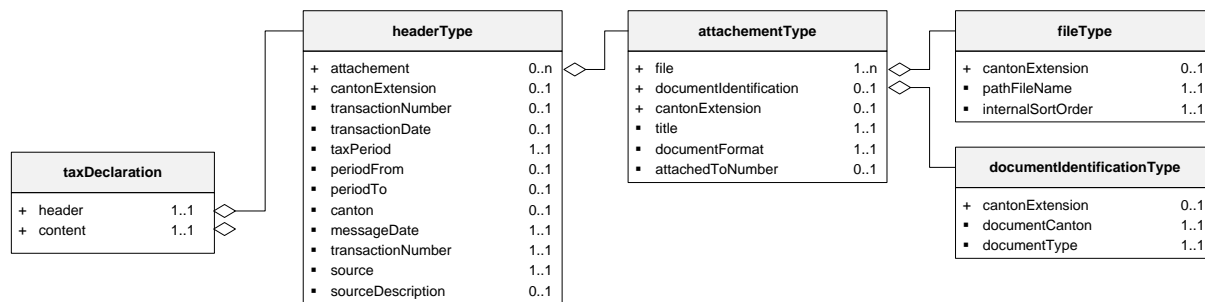 taxDeclaration
+ header 1..1
+ content 1..1
headerType
+ attachement 0..n
+ cantonExtension 0..1
▪ transactionNumber 0..1
▪ transactionDate 0..1
▪ taxPeriod 1..1
▪ periodFrom 0..1
▪ periodTo 0..1
▪ canton 0..1
▪ messageDate 1..1
▪ transactionNumber 1..1
▪ source 1..1
▪ sourceDescription 0..1
attachementType
+ file 1..n
+ documentIdentification 0..1
+ cantonExtension 0..1
▪ title 1..1
▪ documentFormat 1..1
▪ attachedToNumber 0..1
fileType
+ cantonExtension 0..1
▪ pathFileName 1..1
▪ internalSortOrder 1..1
documentIdentificationType
+ cantonExtension 0..1
▪ documentCanton 1..1
▪ documentType 1..1